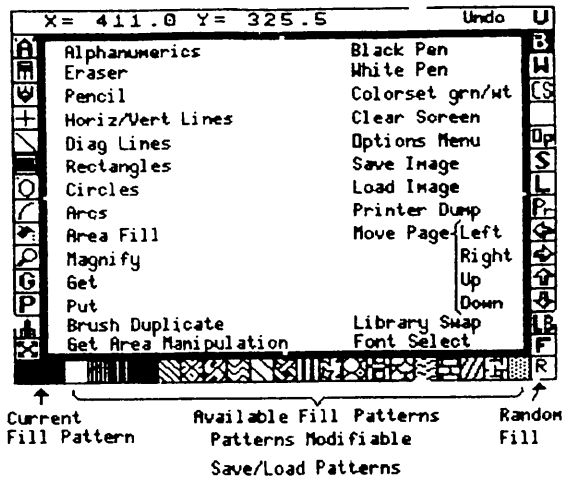 X= 411.0 Y= 325.5 Undo U
A Alphanumerics Black Pen B
Eraser White Pen W
Pencil Colorset grn/wt CS
Horiz/Vert Lines Clear Soreen
Diag Lines Options Menu Op
Rectangles Save Image S
Circles Load Image L
Arcs Printer Dump Pr
Area Fill Move Page Left
Magnify Right
G Get Up
P Put Down
Brush Duplicate Library Swap LB
Get Area Manipulation Font Select F
R
Current Available Fill Patterns Random
Fill Pattern Patterns Modifiable Fill
Save/Load Patterns